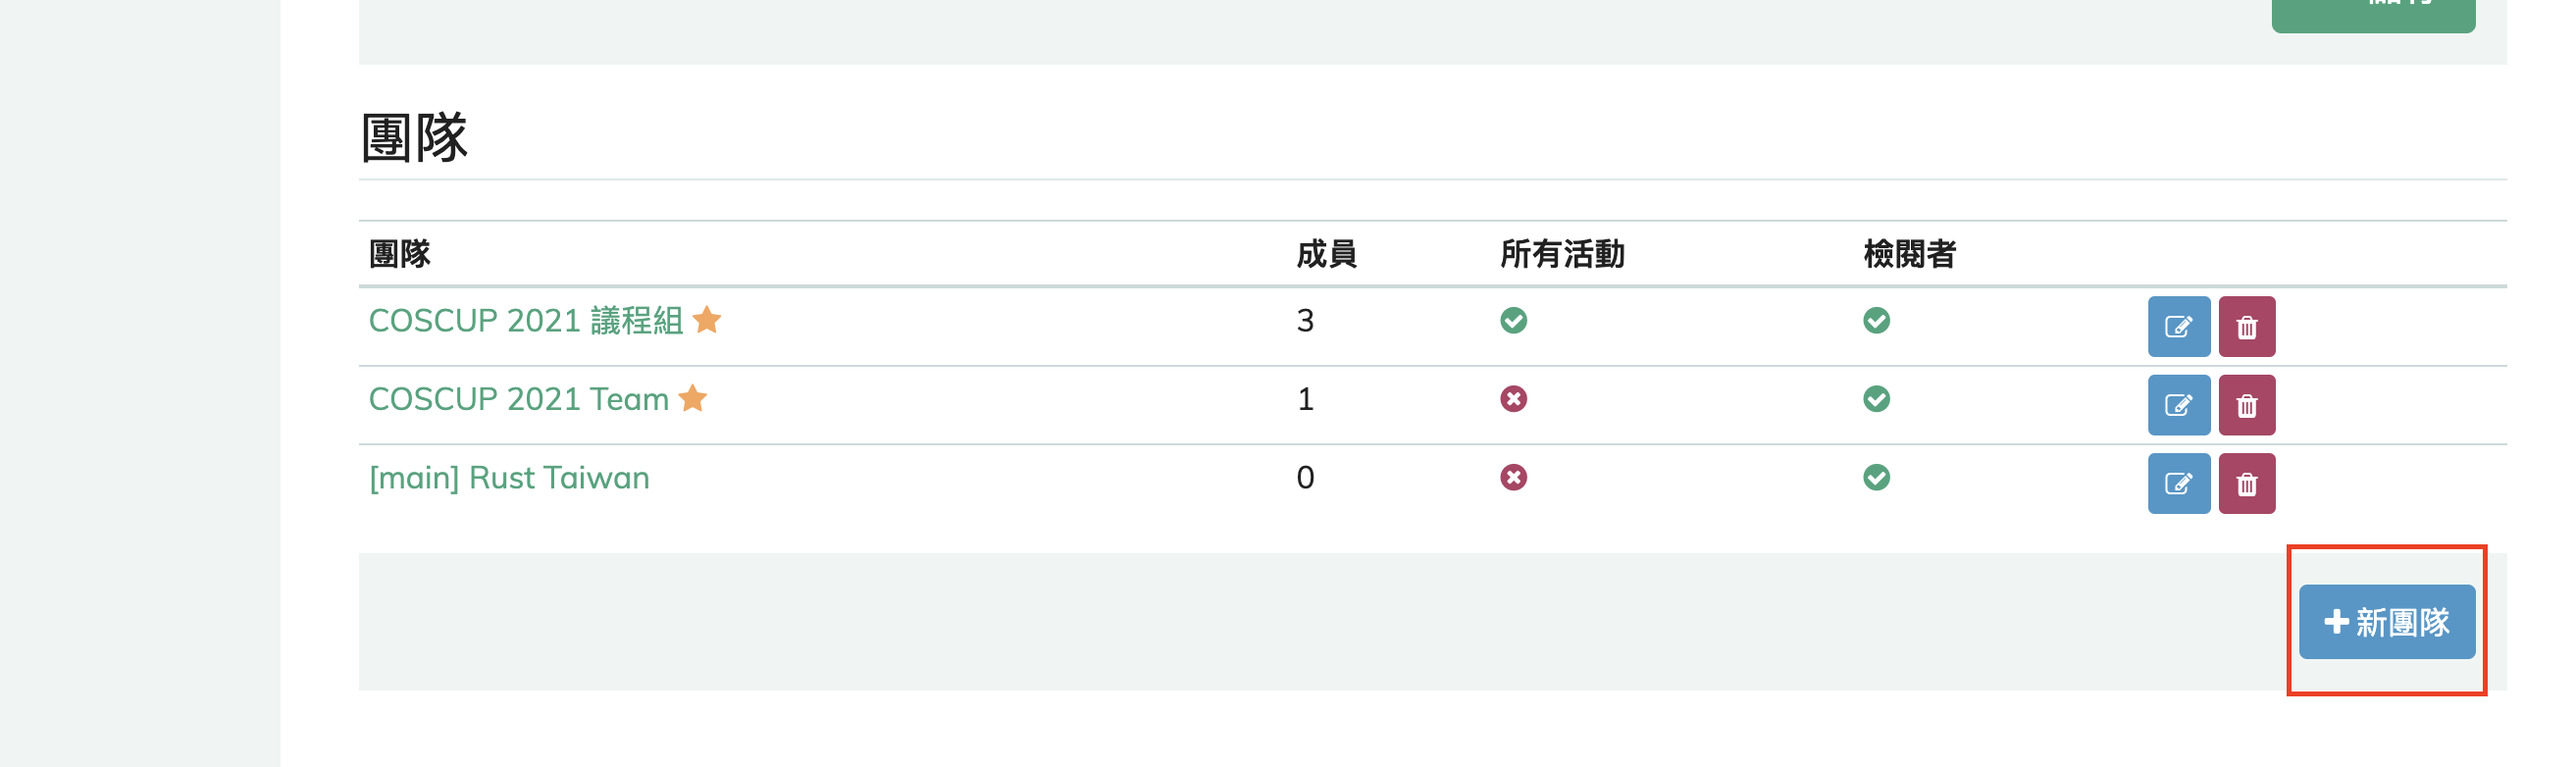 團隊
團隊 成員 所有活動 檢閱者
COSCUP 2021 議程組 3
COSCUP 2021 Team 1
[main] Rust Taiwan 0
新團隊